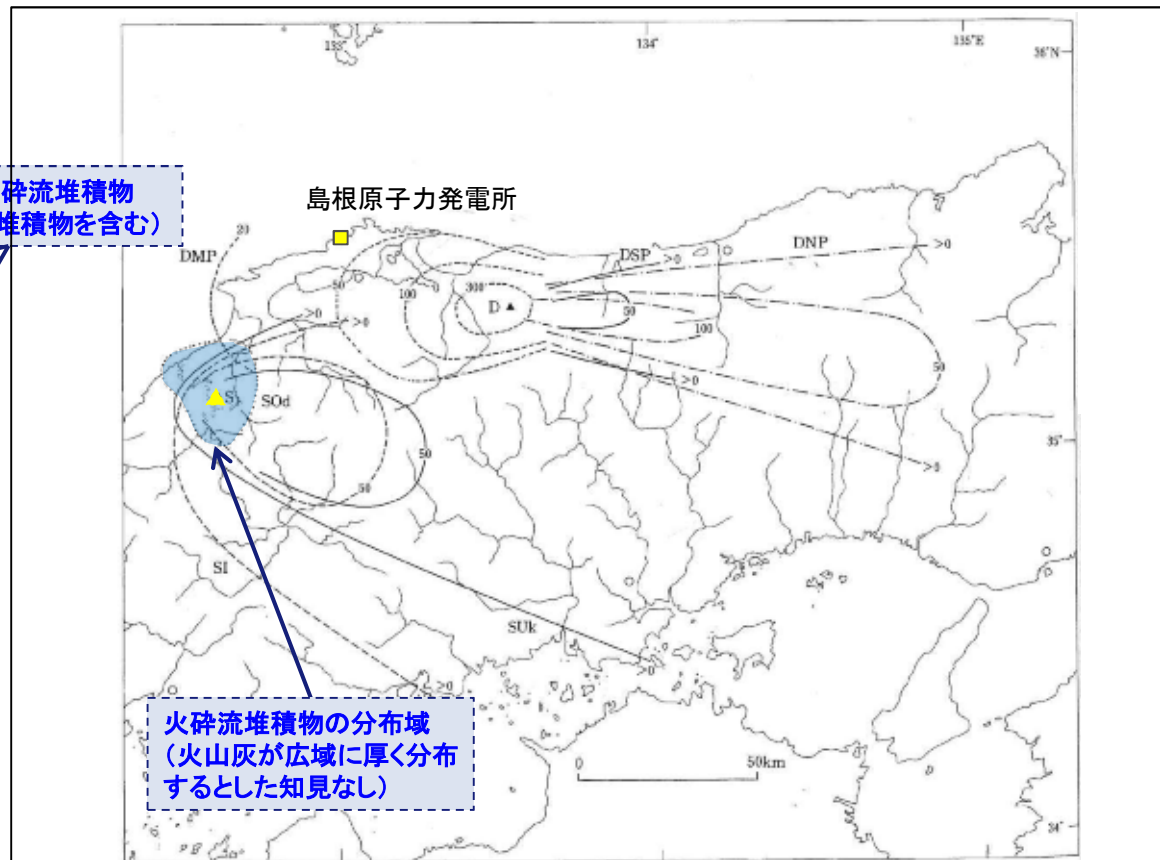 133°
134°
135°E
36°N
碎流堆積物
堆積物を含む）
島根原子力発電所
20
DMP
DSP
>0
DNP
>0
50
100
300
D
50
100
50
>0
>0
>0
S
SOd
50
50
>0
35°
SI
SUk
>0
>0
火砕流堆積物の分布域
（火山灰が広域に厚く分布
するとした知見なし）
0
50km
34°